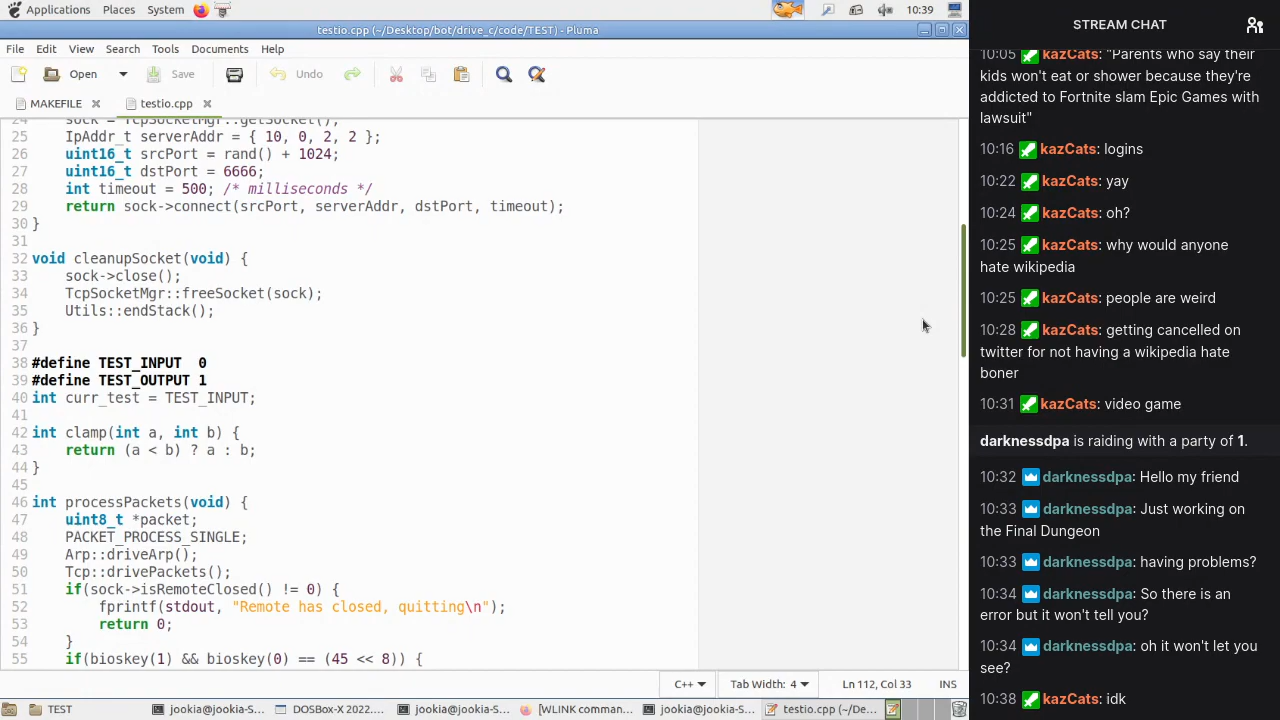 Applications Places System 10:39
testio.cpp (~/Desktop/bot/drive_c/code/TEST) - Pluma
File Edit View Search Tools Documents Help
Open Save Undo
MAKEFILE testio.cpp
24 sock = TcpSocketMgr::getSocket();
25 IpAddr_t serverAddr = { 10, 0, 2, 2 };
26 uint16_t srcPort = rand() + 1024;
27 uint16_t dstPort = 6666;
28 int timeout = 500; /* milliseconds */
29 return sock->connect(srcPort, serverAddr, dstPort, timeout);
30 }
31
32 void cleanupSocket(void) {
33 sock->close();
34 TcpSocketMgr::freeSocket(sock);
35 Utils::endStack();
36 }
37
38 #define TEST_INPUT  0
39 #define TEST_OUTPUT 1
40 int curr_test = TEST_INPUT;
41
42 int clamp(int a, int b) {
43 return (a < b) ? a : b;
44 }
45
46 int processPackets(void) {
47 uint8_t *packet;
48 PACKET_PROCESS_SINGLE;
49 Arp::driveArp();
50 Tcp::drivePackets();
51 if(sock->isRemoteClosed() != 0) {
52 fprintf(stdout, "Remote has closed, quitting\n");
53 return 0;
54 }
55 if(bioskey(1) && bioskey(0) == (45 << 8)) {
C++ Tab Width: 4 Ln 112, Col 33 INS
TEST jookia@jookia-S... DOSBOX-X 2022... jookia@jookia-S... [WLINK comman... jookia@jookia-S... testio.cpp (~/De...
STREAM CHAT
10:05 kazCats: "Parents who say their
kids won't eat or shower because they're
addicted to Fortnite slam Epic Games with
lawsuit"
10:16 kazCats: logins
10:22 kazCats: yay
10:24 kazCats: oh?
10:25 kazCats: why would anyone
hate wikipedia
10:25 kazCats: people are weird
10:28 kazCats: getting cancelled on
twitter for not having a wikipedia hate
boner
10:31 kazCats: video game
darknessdpa is raiding with a party of 1.
10:32 darknessdpa: Hello my friend
10:33 darknessdpa: Just working on
the Final Dungeon
10:33 darknessdpa: having problems?
10:34 darknessdpa: So there is an
error but it won't tell you?
10:34 darknessdpa: oh it won't let you
see?
10:38 kazCats: idk